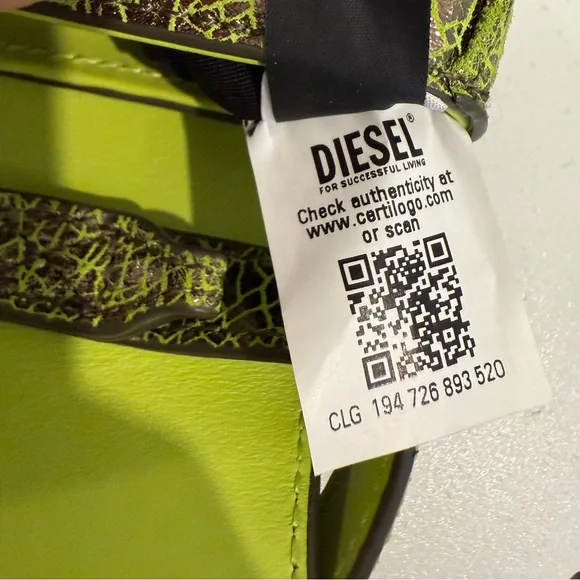 DIESEL®
FOR SUCCESSFUL LIVING
Check authenticity at
www.certilogo.com
or scan
CLG 194 726 893 520